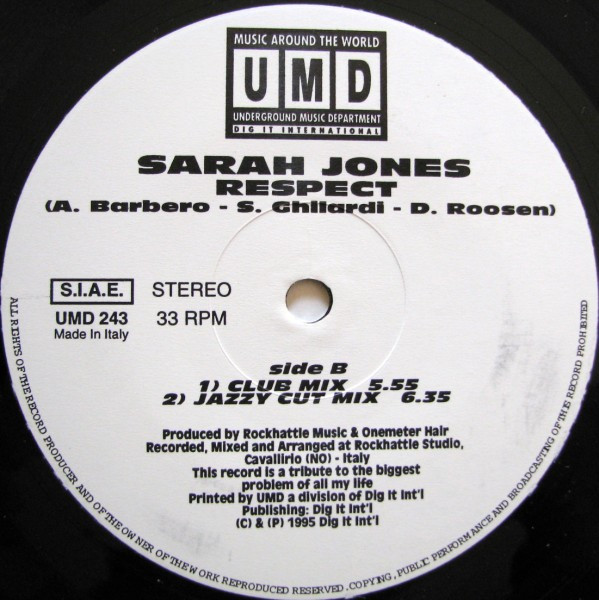 MUSIC AROUND THE WORLD
UMD
UNDERGROUND MUSIC DEPARTMENT
DIG IT INTERNATIONAL
SARAH JONES
RESPECT
(A. Barbero - S. Ghilardi - D. Roosen)
S.I.A.E. STEREO
UMD 243 33 RPM
Made in Italy
side B
1) CLUB MIX 5.55
2) JAZZY CUT MIX 6.35
Produced by Rockhattle Music & Onemeter Hair
Recorded, Mixed and Arranged at Rockhattle Studio,
Cavallirio (NO) - Italy
This record is a tribute to the biggest
problem of all my life
Printed by UMD a division of Dig It Int'l
Publishing: Dig It Int'l
(C) & (P) 1995 Dig It Int'l
ALL RIGHTS OF THE RECORD PRODUCER AND OF THE OWNER OF THE WORK REPRODUCED RESERVED. COPYING, PUBLIC PERFORMANCE AND BROADCASTING OF THIS RECORD PROHIBITED